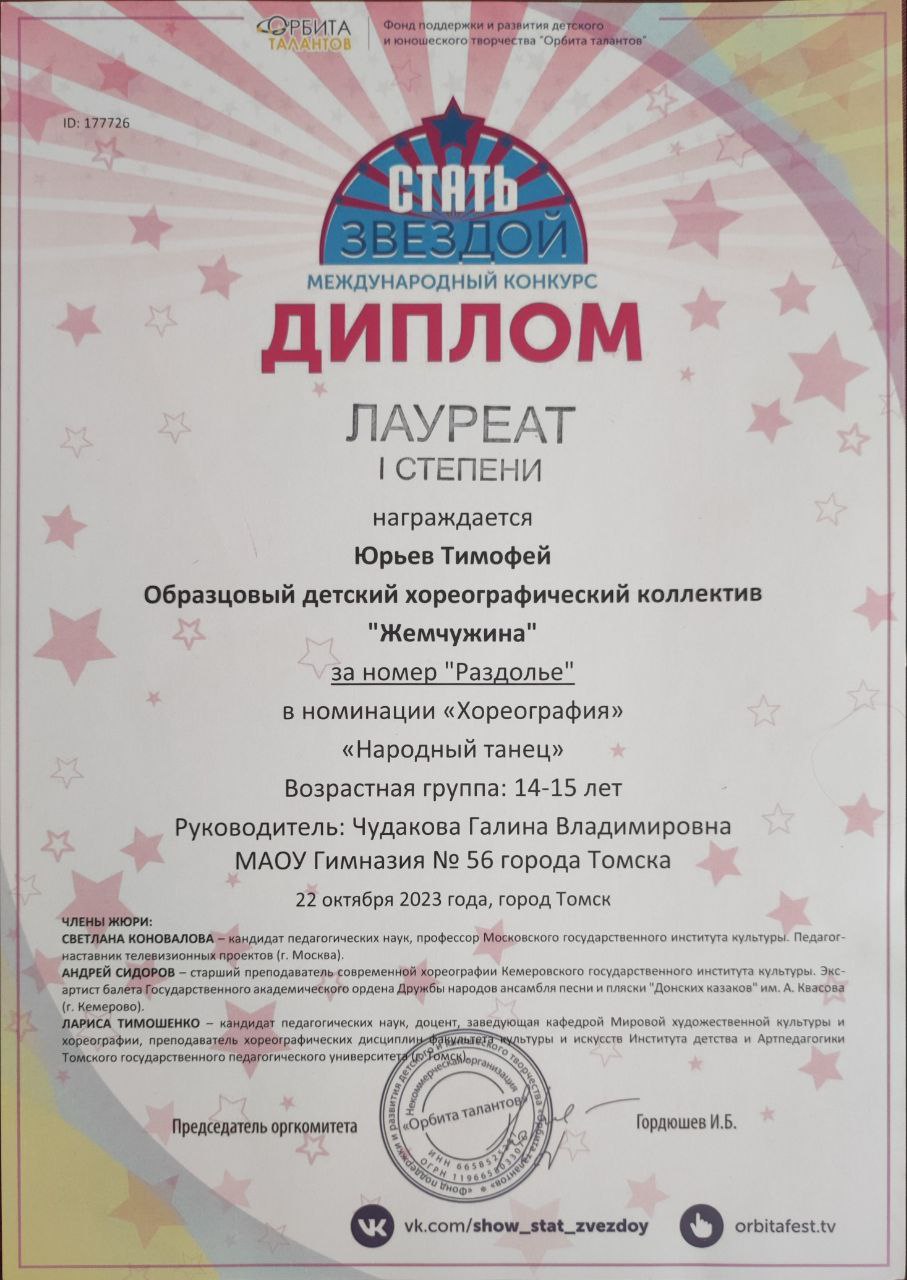 ОРБИТА
ТАЛАНТОВ
Фонд поддержки и развития детского
и юношеского творчества "Орбита талантов"
ID: 177726
СТАТЬ
ЗВЕЗДОЙ
МЕЖДУНАРОДНЫЙ КОНКУРС
ДИПЛОМ
ЛАУРЕАТ
I СТЕПЕНИ
награждается
Юрьев Тимофей
Образцовый детский хореографический коллектив
"Жемчужина"
за номер "Раздолье"
в номинации «Хореография»
«Народный танец»
Возрастная группа: 14-15 лет
Руководитель: Чудакова Галина Владимировна
МАОУ Гимназия № 56 города Томска
22 октября 2023 года, город Томск
ЧЛЕНЫ ЖЮРИ:
СВЕТЛАНА КОНОВАЛОВА – кандидат педагогических наук, профессор Московского государственного института культуры. Педагог-
наставник телевизионных проектов (г. Москва).
АНДРЕЙ СИДОРОВ – старший преподаватель современной хореографии Кемеровского государственного института культуры. Экс-
артист балета Государственного академического ордена Дружбы народов ансамбля песни и пляски "Донских казаков" им. А. Квасова
(г. Кемерово).
ЛАРИСА ТИМОШЕНКО – кандидат педагогических наук, доцент, заведующая кафедрой Мировой художественной культуры и
хореографии, преподаватель хореографических дисциплин факультета культуры и искусств Института детства и Артпедагогики
Томского государственного педагогического университета (г. Томск).
Председатель оргкомитета
«Фонд поддержки и развития детского и юношеского творчества «Орбита талантов»
Некоммерческая организация
«Орбита талантов»
ИНН
ОГРН
Гордюшев И.Б.
vk.com/show_stat_zvezdoy
orbitafest.tv